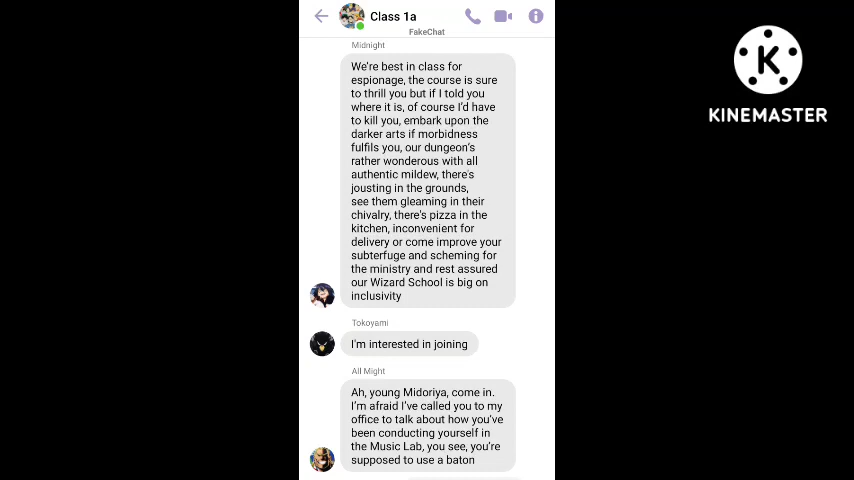 Class 1a
FakeChat
Midnight
We're best in class for
espionage, the course is sure
to thrill you but if I told you
where it is, of course I'd have
to kill you, embark upon the
darker arts if morbidness
fulfils you, our dungeon's
rather wonderous with all
authentic mildew, there's
jousting in the grounds,
see them gleaming in their
chivalry, there's pizza in the
kitchen, inconvenient for
delivery or come improve your
subterfuge and scheming for
the ministry and rest assured
our Wizard School is big on
inclusivity
Tokoyami
I'm interested in joining
All Might
Ah, young Midoriya, come in.
I'm afraid I've called you to my
office to talk about how you've
been conducting yourself in
the Music Lab, you see, you're
supposed to use a baton
K
KINEMASTER